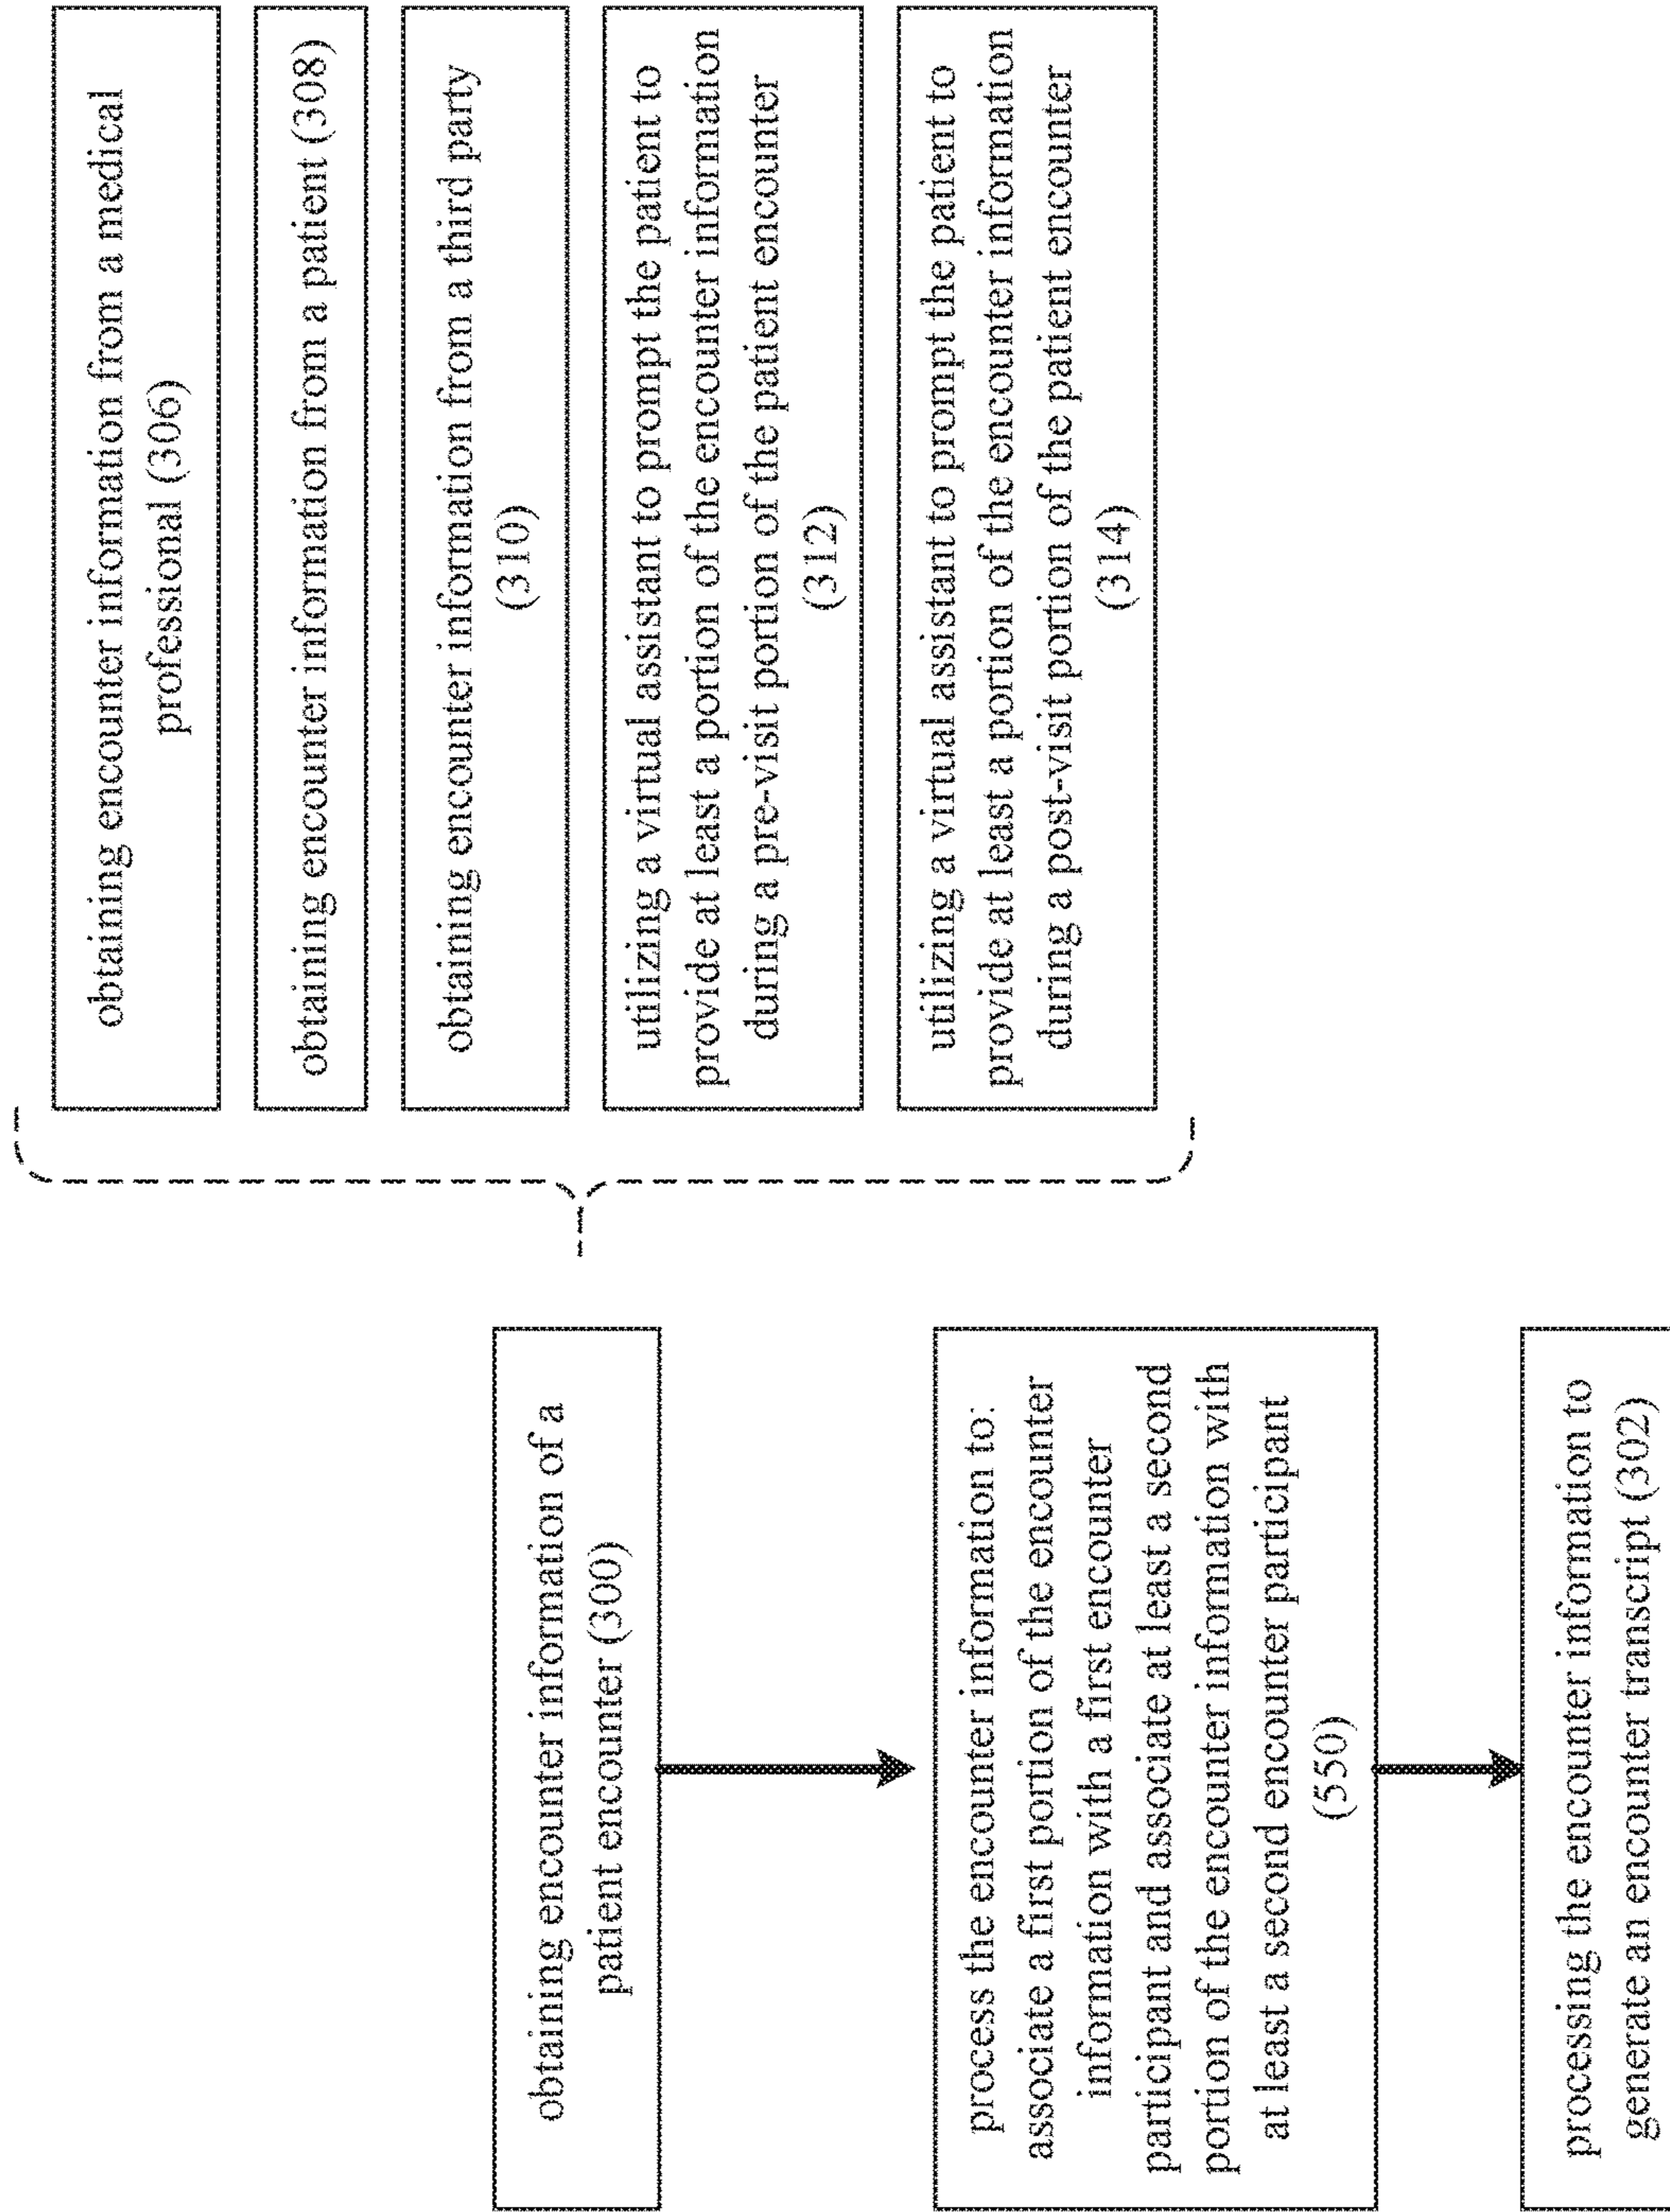 obtaining encounter information of a
patient encounter (300)
process the encounter information to:
associate a first portion of the encounter
information with a first encounter
participant and associate at least a second
portion of the encounter information with
at least a second encounter participant
(550)
processing the encounter information to
generate an encounter transcript (302)
obtaining encounter information from a medical
professional (306)
obtaining encounter information from a patient (308)
obtaining encounter information from a third party
(310)
utilizing a virtual assistant to prompt the patient to
provide at least a portion of the encounter information
during a pre-visit portion of the patient encounter
(312)
utilizing a virtual assistant to prompt the patient to
provide at least a portion of the encounter information
during a post-visit portion of the patient encounter
(314)